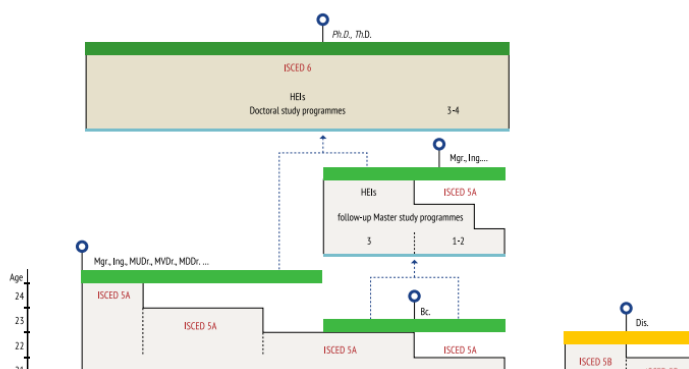 Ph.D., Th.D.
ISCED 6
HEIs
Doctoral study programmes 3-4
Mgr., Ing....
HEIs ISCED 5A
follow-up Master study programmes
3 1-2
Mgr., Ing., MUDr., MVDr., MDDr. ...
Age
24 ISCED 5A
Bc.
23 ISCED 5A
Dis.
22 ISCED 5A ISCED 5A
ISCED 5B